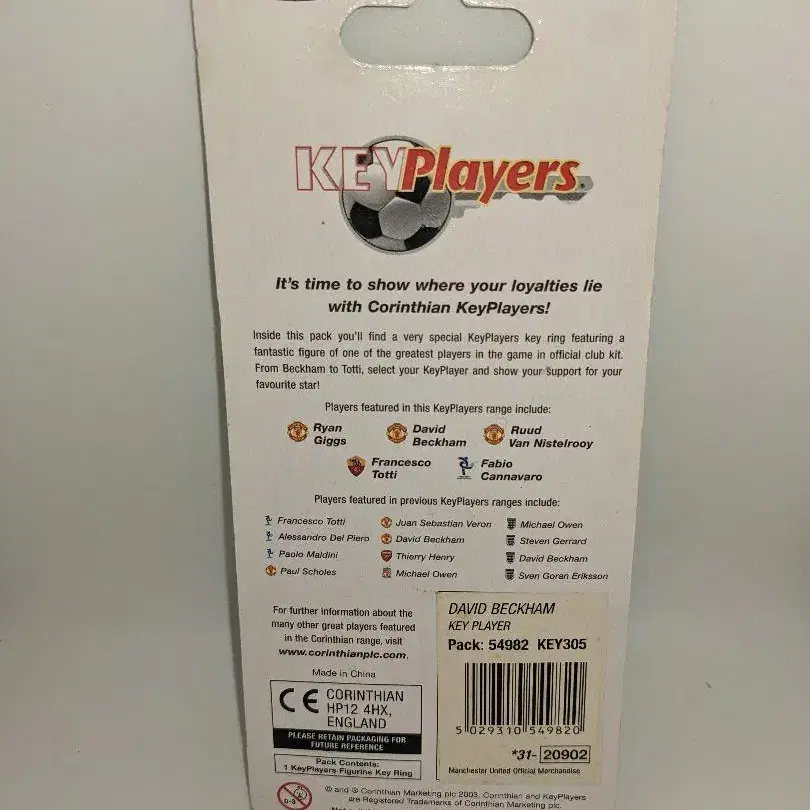 KEYPlayers
It's time to show where your loyalties lie
with Corinthian KeyPlayers!
Inside this pack you'll find a very special KeyPlayers key ring featuring a
fantastic figure of one of the greatest players in the game in official club kit.
From Beckham to Totti, select your KeyPlayer and show your support for your
favourite star!
Players featured in this KeyPlayers range include:
Ryan Giggs
David Beckham
Ruud Van Nistelrooy
Francesco Totti
Fabio Cannavaro
Players featured in previous KeyPlayers ranges include:
Francesco Totti
Alessandro Del Piero
Paolo Maldini
Paul Scholes
Juan Sebastian Veron
David Beckham
Thierry Henry
Michael Owen
Michael Owen
Steven Gerrard
David Beckham
Sven Goran Eriksson
For further information about the
many other great players featured
in the Corinthian range, visit
www.corinthianplc.com.
Made in China
CE
CORINTHIAN
HP12 4HX,
ENGLAND
PLEASE RETAIN PACKAGING FOR
FUTURE REFERENCE
Pack Contents:
1 KeyPlayers Figurine Key Ring
0-3
© and ® Corinthian Marketing plc 2003. Corinthian and KeyPlayers
are Registered Trademarks of Corinthian Marketing plc.
DAVID BECKHAM
KEY PLAYER
Pack: 54982 KEY305
5 029310 549820
*31- 20902
Manchester United Official Merchandise